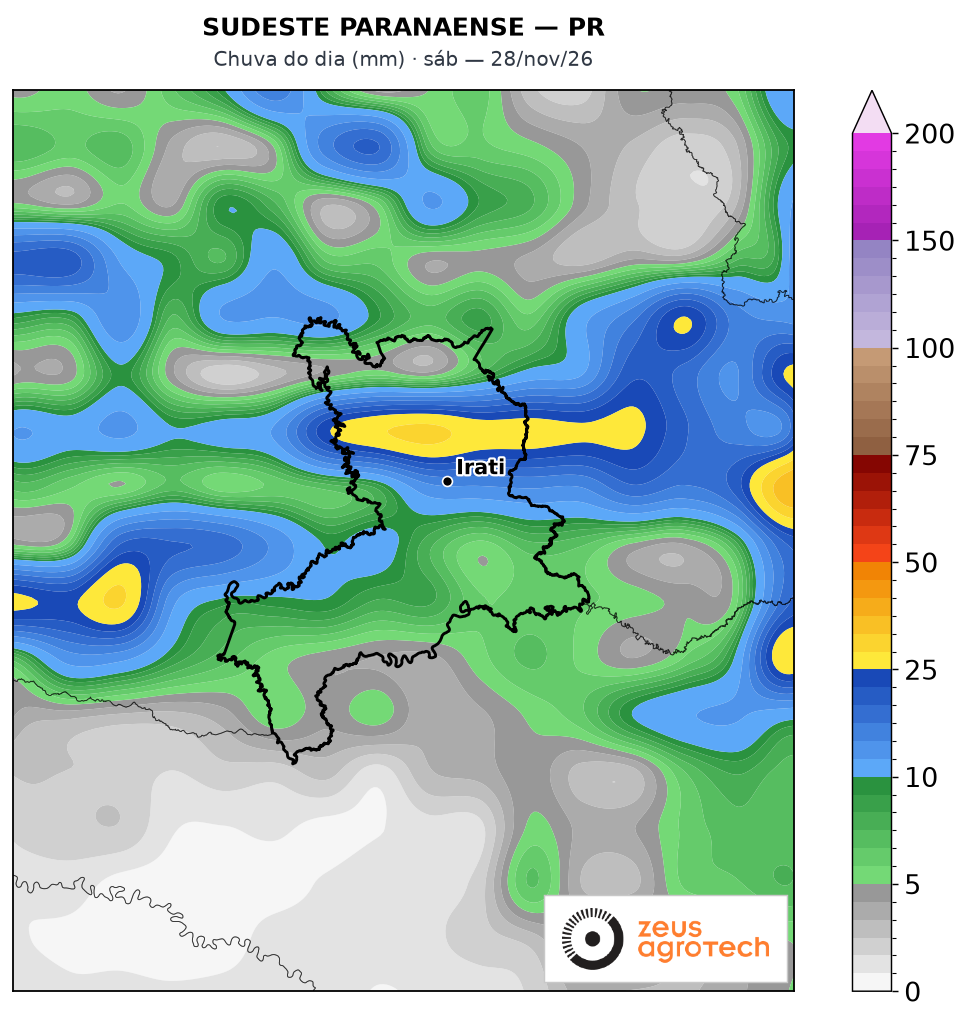 SUDESTE PARANAENSE — PR
Chuva do dia (mm) · sáb — 28/nov/26
Irati
200
150
100
75
50
25
10
5
0
zeus
agrotech